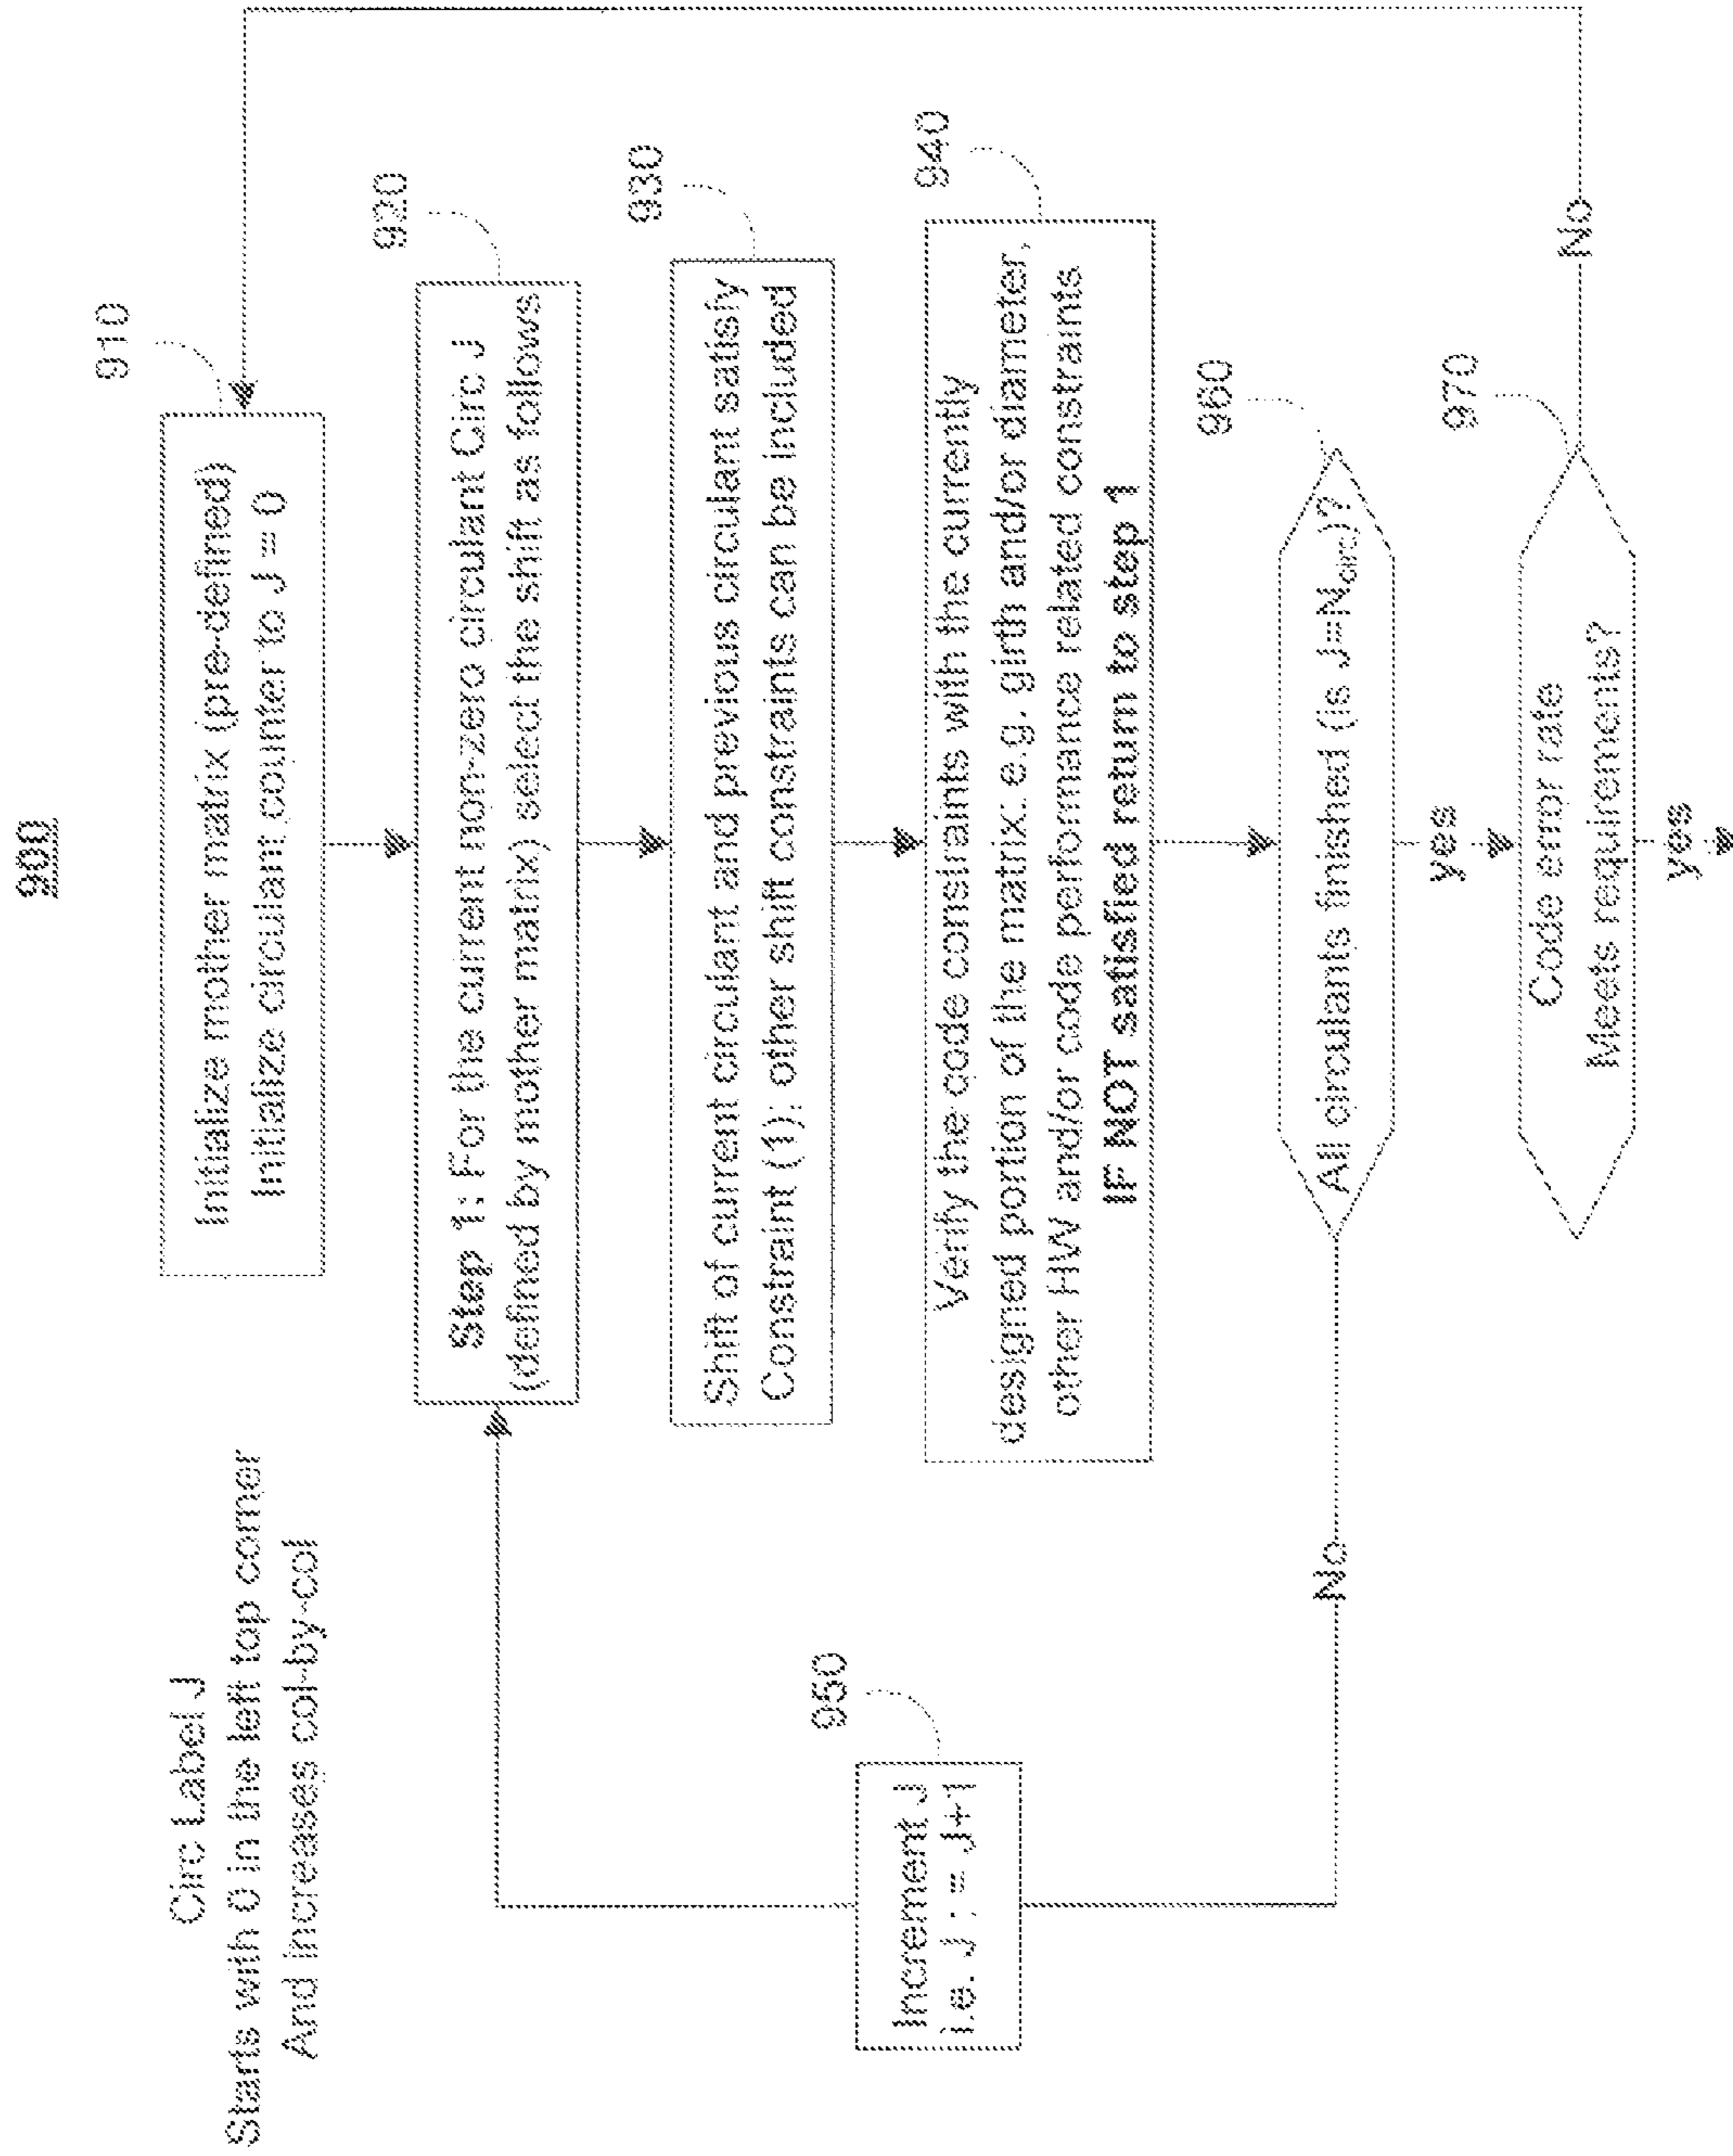 900
Circ Label J
Starts with 0 in the left top corner
And increases col-by-col
910
Initialize mother matrix (pre-defined)
Initialize circulant counter to J = 0
920
Step 1: For the current non-zero circulant Circ J
(defined by mother matrix) select the shift as follows
930
Shift of current circulant and previous circulant satisfy
Constraint (1); other shift constraints can be included
940
Verify the code constraints with the currently
designed portion of the matrix: e.g. girth and/or diameter,
other HW and/or code performance related constraints
IF NOT satisfied return to step 1
950
Increment J
i.e. J : = J+1
960
All circulants finished (is J=Ncirc)?
No
yes
970
Code error rate
Meets requirements?
No
yes